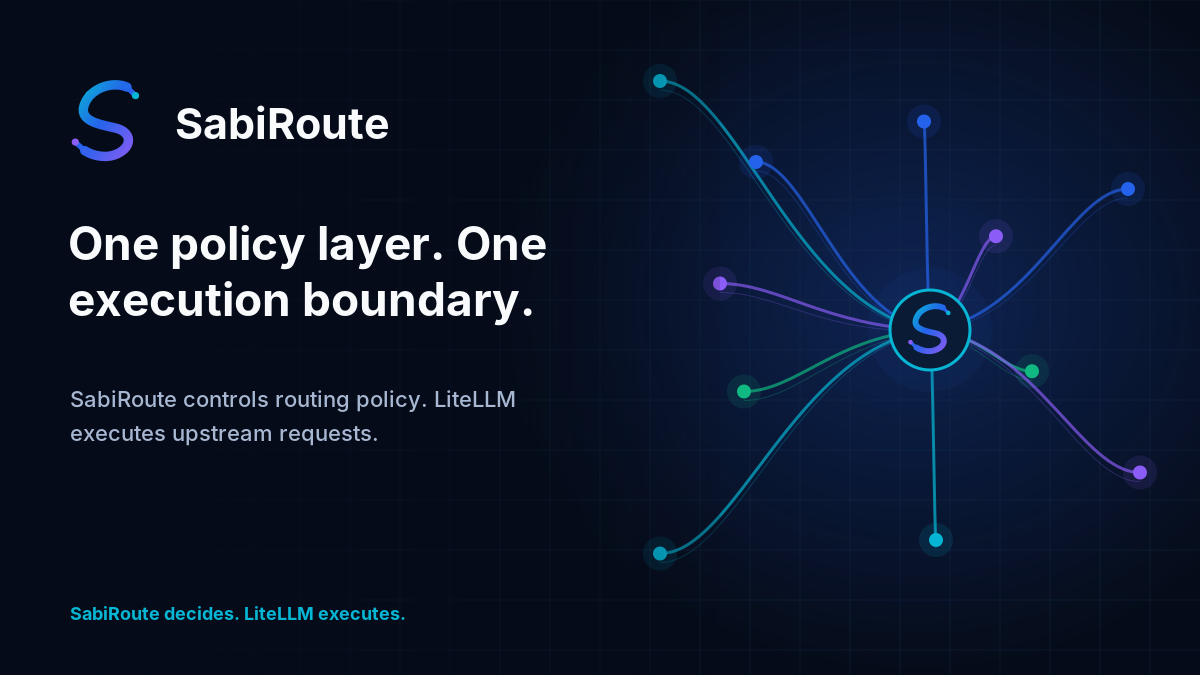 SabiRoute
One policy layer. One
execution boundary.
SabiRoute controls routing policy. LiteLLM
executes upstream requests.
SabiRoute decides. LiteLLM executes.